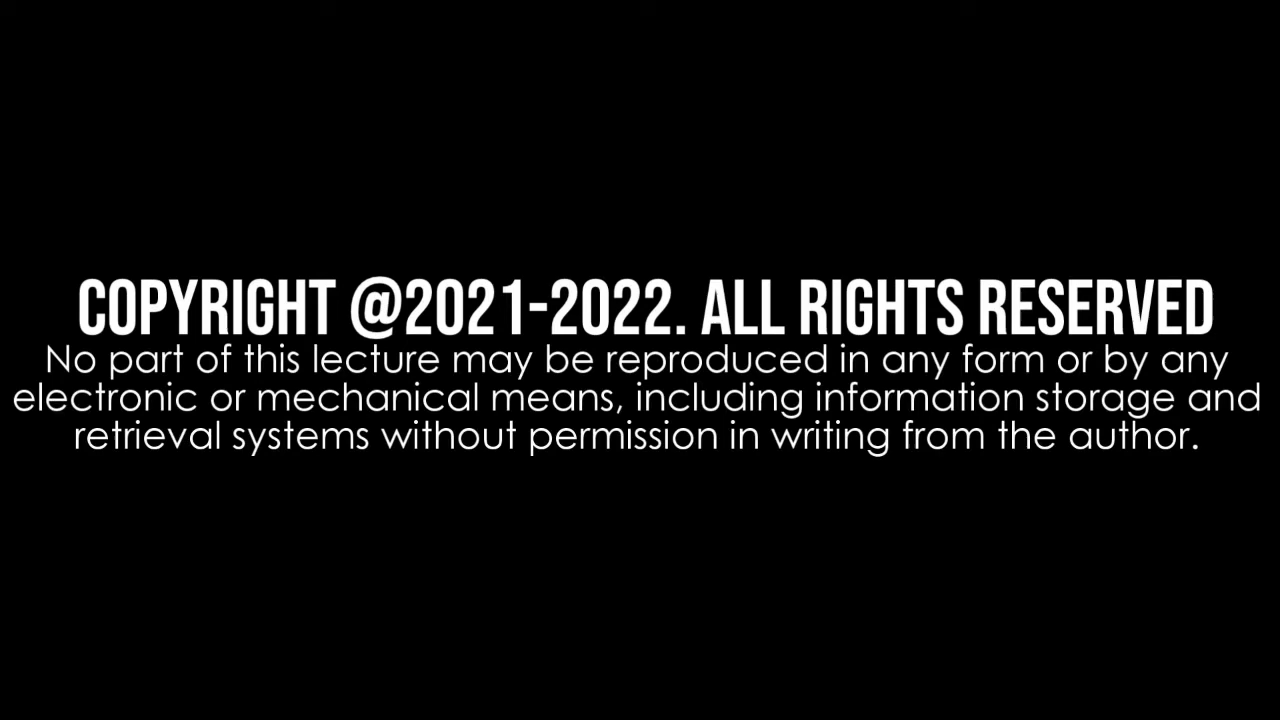 COPYRIGHT @2021-2022. ALL RIGHTS RESERVED
No part of this lecture may be reproduced in any form or by any
electronic or mechanical means, including information storage and
retrieval systems without permission in writing from the author.